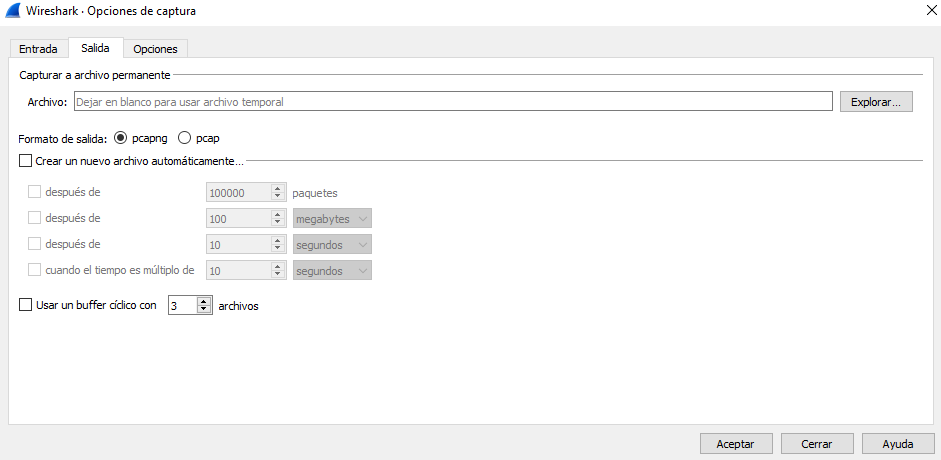 Wireshark · Opciones de captura
Entrada Salida Opciones
Capturar a archivo permanente
Archivo: Dejar en blanco para usar archivo temporal Explorar...
Formato de salida: pcapng pcap
Crear un nuevo archivo automáticamente...
después de 100000 paquetes
después de 100 megabytes
después de 10 segundos
cuando el tiempo es múltiplo de 10 segundos
Usar un buffer cíclico con 3 archivos
Aceptar Cerrar Ayuda